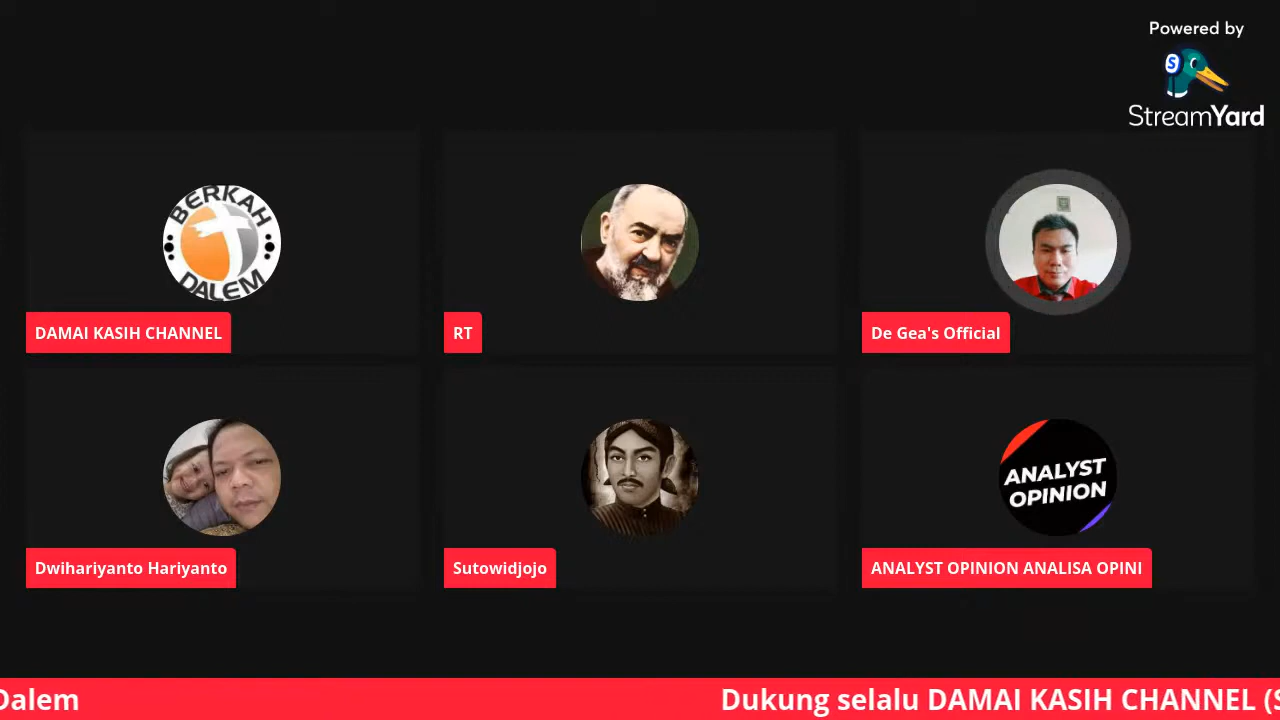 Powered by
StreamYard
BERKAH
DALEM
DAMAI KASIH CHANNEL
RT
De Gea's Official
Dwihariyanto Hariyanto
Sutowidjojo
ANALYST
OPINION
ANALYST OPINION ANALISA OPINI
Dalem Dukung selalu DAMAI KASIH CHANNEL (S